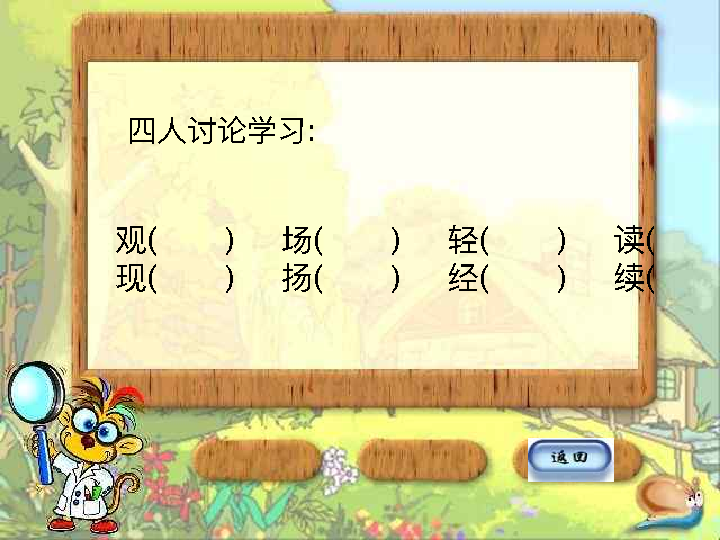 四人讨论学习:
观(　　)　场(　　)　轻(　　)　读(
现(　　)　扬(　　)　经(　　)　续(
返回